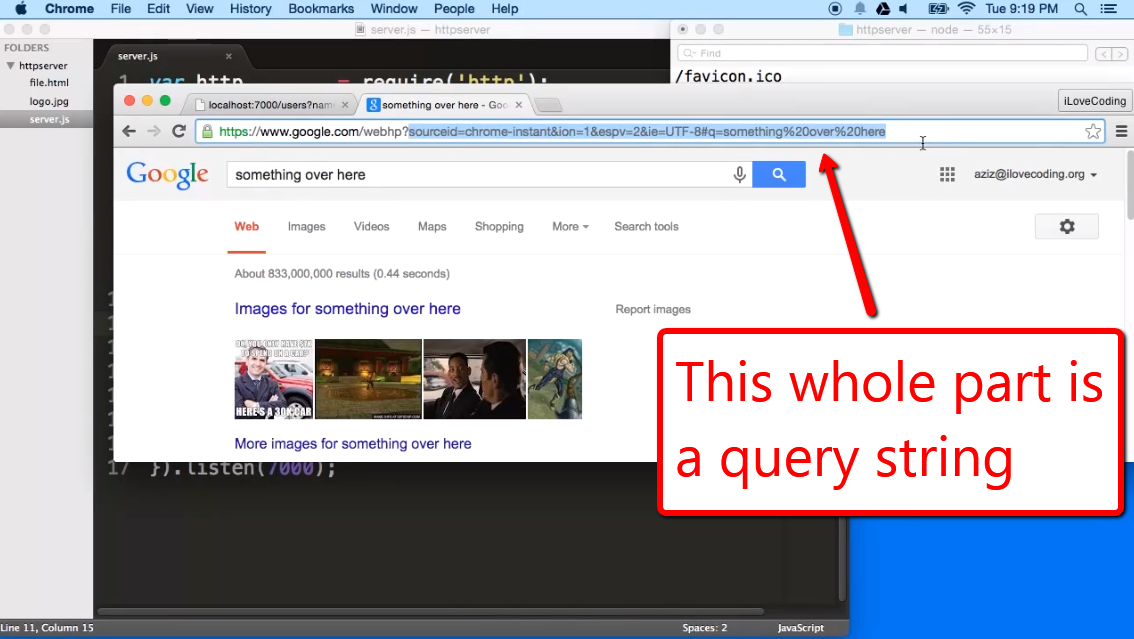 Chrome File Edit View History Bookmarks Window People Help Tue 9:19 PM
server.js — httpserver
httpserver — node — 55×15
FOLDERS
httpserver
file.html
logo.jpg
server.js
server.js
Find
1 var http = require('http');
/favicon.ico
localhost:7000/users?nam
something over here - Goo
iLoveCoding
https://www.google.com/webhp?sourceid=chrome-instant&ion=1&espv=2&ie=UTF-8#q=something%20over%20here
Google
something over here
aziz@ilovecoding.org
Web Images Videos Maps Shopping More Search tools
About 833,000,000 results (0.44 seconds)
Images for something over here
Report images
HERE'S A 30K CAR
More images for something over here
17 }).listen(7000);
This whole part is
a query string
Line 11, Column 15
Spaces: 2
JavaScript